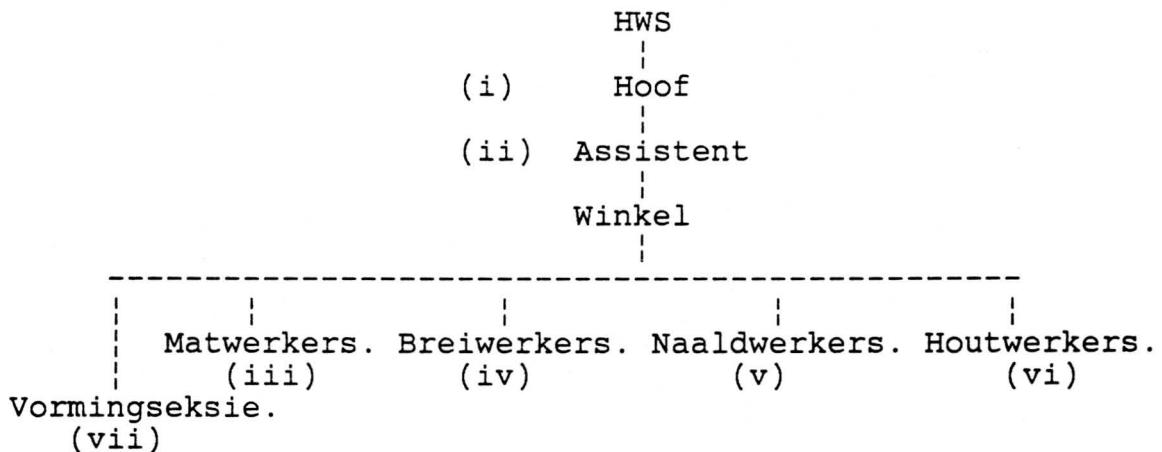 HWS
(i) Hoof
(ii) Assistent
Winkel
Matwerkers. Breiwerkers. Naaldwerkers. Houtwerkers.
(iii) (iv) (v) (vi)
Vormingseksie.
(vii)